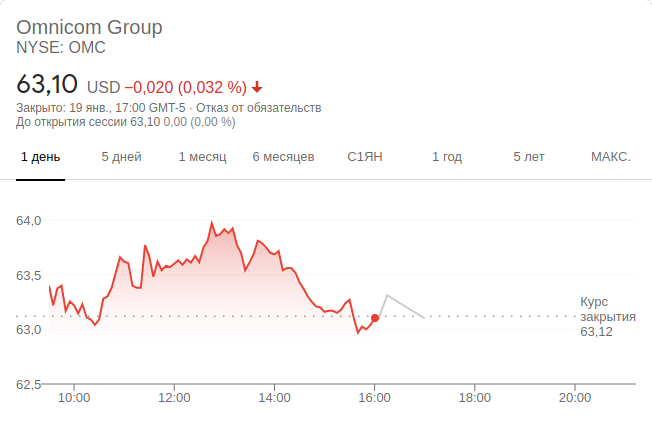 Omnicom Group
NYSE: OMC
63,10 USD −0,020 (0,032 %)
Закрыто: 19 янв., 17:00 GMT-5 · Отказ от обязательств
До открытия сессии 63,10 0,00 (0,00 %)
1 день 5 дней 1 месяц 6 месяцев С1ЯН 1 год 5 лет МАКС.
64,0
63,5
Курс
закрытия
63,12
63,0
62,5
10:00 12:00 14:00 16:00 18:00 20:00